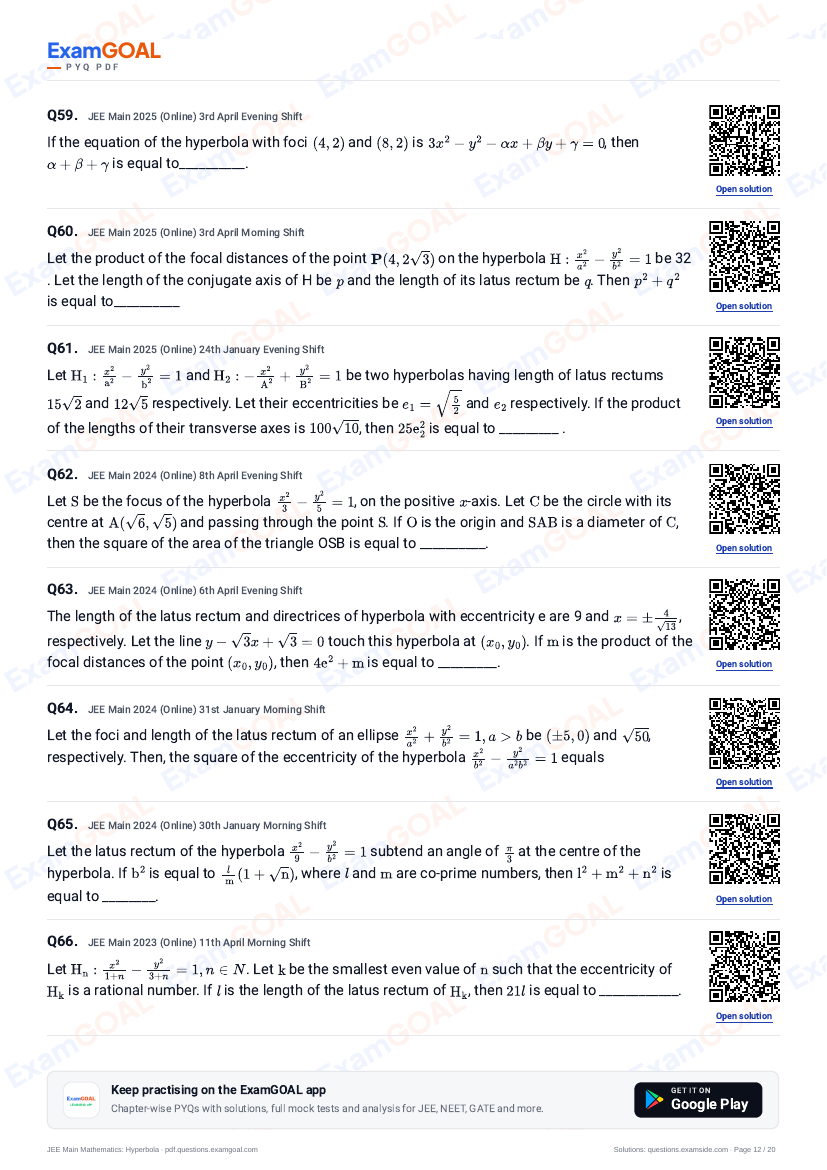 ExamGOAL
PYQ PDF
Q59. JEE Main 2025 (Online) 3rd April Evening Shift
If the equation of the hyperbola with foci (4, 2) and (8, 2) is 3x² − y² − αx + βy + γ = 0, then
α + β + γ is equal to__________.
Open solution
Q60. JEE Main 2025 (Online) 3rd April Morning Shift
Let the product of the focal distances of the point P(4, 2√3) on the hyperbola H : x²/a² − y²/b² = 1 be 32
. Let the length of the conjugate axis of H be p and the length of its latus rectum be q. Then p² + q²
is equal to__________
Open solution
Q61. JEE Main 2025 (Online) 24th January Evening Shift
Let H₁ : x²/a² − y²/b² = 1 and H₂ : −x²/A² + y²/B² = 1 be two hyperbolas having length of latus rectums
15√2 and 12√5 respectively. Let their eccentricities be e₁ = √(5/2) and e₂ respectively. If the product
of the lengths of their transverse axes is 100√10, then 25e₂² is equal to _________ .
Open solution
Q62. JEE Main 2024 (Online) 8th April Evening Shift
Let S be the focus of the hyperbola x²/3 − y²/5 = 1, on the positive x-axis. Let C be the circle with its
centre at A(√6, √5) and passing through the point S. If O is the origin and SAB is a diameter of C,
then the square of the area of the triangle OSB is equal to __________.
Open solution
Q63. JEE Main 2024 (Online) 6th April Evening Shift
The length of the latus rectum and directrices of hyperbola with eccentricity e are 9 and x = ±4/√13,
respectively. Let the line y − √3x + √3 = 0 touch this hyperbola at (x₀, y₀). If m is the product of the
focal distances of the point (x₀, y₀), then 4e² + m is equal to _________.
Open solution
Q64. JEE Main 2024 (Online) 31st January Morning Shift
Let the foci and length of the latus rectum of an ellipse x²/a² + y²/b² = 1, a > b be (±5, 0) and √50,
respectively. Then, the square of the eccentricity of the hyperbola x²/b² − y²/a²b² = 1 equals
Open solution
Q65. JEE Main 2024 (Online) 30th January Morning Shift
Let the latus rectum of the hyperbola x²/9 − y²/b² = 1 subtend an angle of π/3 at the centre of the
hyperbola. If b² is equal to l/m (1 + √n), where l and m are co-prime numbers, then l² + m² + n² is
equal to ________.
Open solution
Q66. JEE Main 2023 (Online) 11th April Morning Shift
Let Hₙ : x²/(1+n) − y²/(3+n) = 1, n ∈ N. Let k be the smallest even value of n such that the eccentricity of
Hₖ is a rational number. If l is the length of the latus rectum of Hₖ, then 21l is equal to ____________.
Open solution
Keep practising on the ExamGOAL app
Chapter-wise PYQs with solutions, full mock tests and analysis for JEE, NEET, GATE and more.
GET IT ON
Google Play
JEE Main Mathematics: Hyperbola · pdf.questions.examgoal.com
Solutions: questions.examside.com · Page 12 / 20